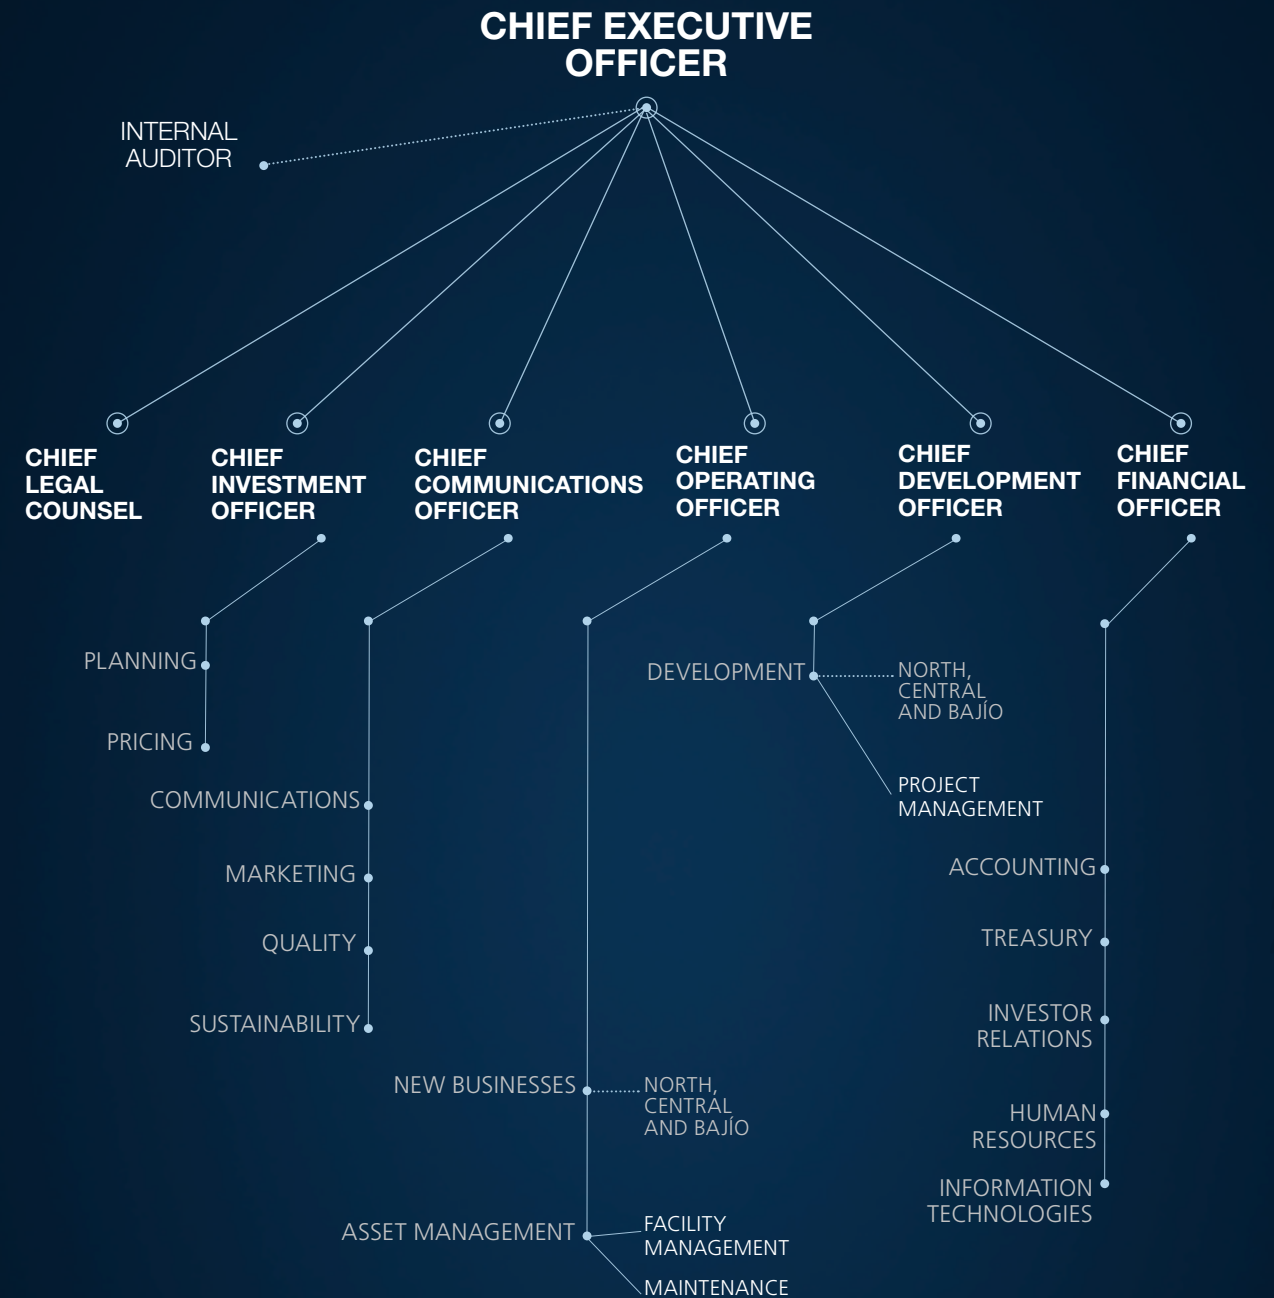 CHIEF EXECUTIVE
OFFICER
INTERNAL
AUDITOR
CHIEF
LEGAL
COUNSEL
CHIEF
INVESTMENT
OFFICER
CHIEF
COMMUNICATIONS
OFFICER
CHIEF
OPERATING
OFFICER
CHIEF
DEVELOPMENT
OFFICER
CHIEF
FINANCIAL
OFFICER
PLANNING
PRICING
COMMUNICATIONS
MARKETING
QUALITY
SUSTAINABILITY
NEW BUSINESSES
NORTH,
CENTRAL
AND BAJÍO
ASSET MANAGEMENT
FACILITY
MANAGEMENT
MAINTENANCE
DEVELOPMENT
NORTH,
CENTRAL
AND BAJÍO
PROJECT
MANAGEMENT
ACCOUNTING
TREASURY
INVESTOR
RELATIONS
HUMAN
RESOURCES
INFORMATION
TECHNOLOGIES